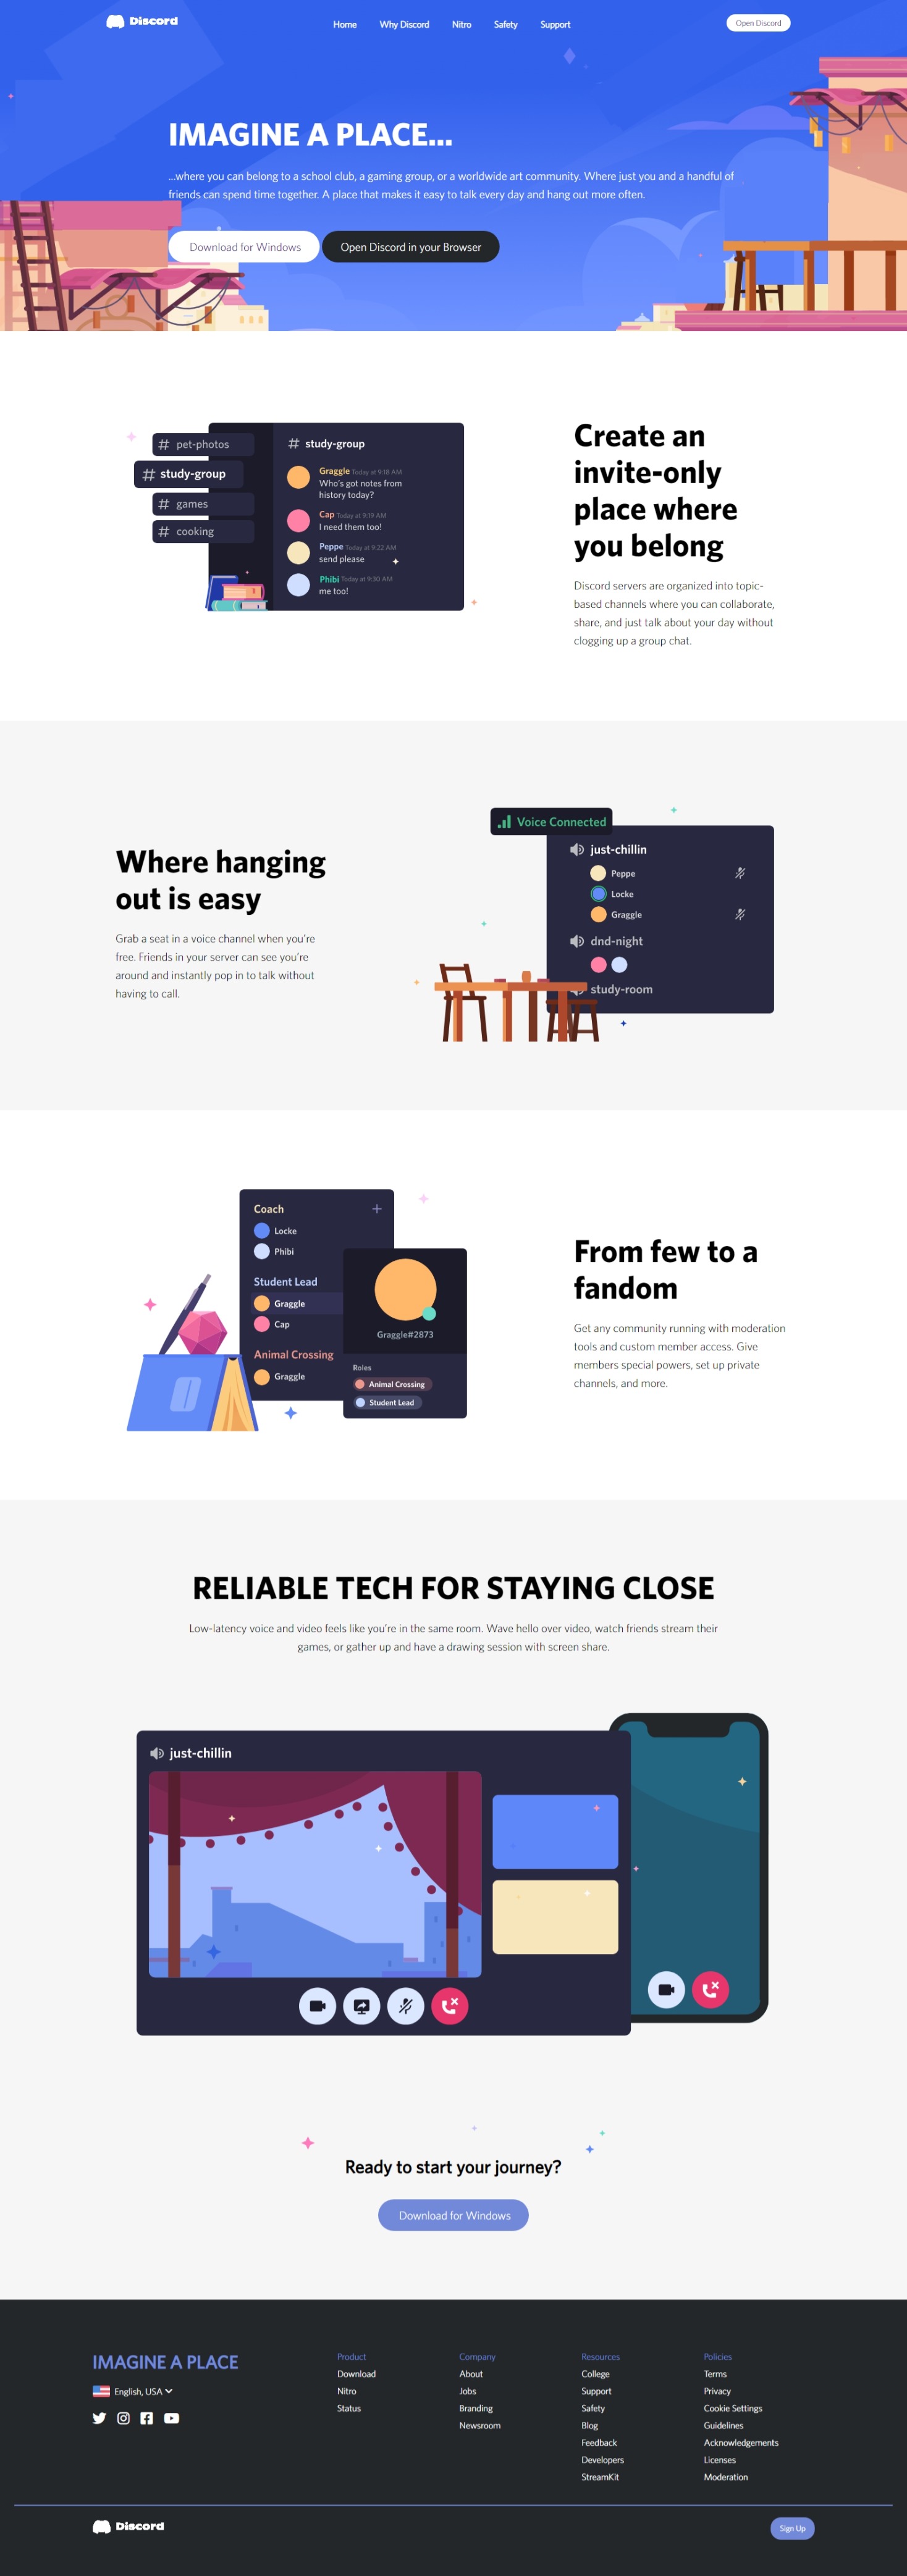 Discord
Home
Why Discord
Nitro
Safety
Support
Open Discord
IMAGINE A PLACE...
...where you can belong to a school club, a gaming group, or a worldwide art community. Where just you and a handful of
friends can spend time together. A place that makes it easy to talk every day and hang out more often.
Download for Windows
Open Discord in your Browser
# pet-photos
# study-group
# games
# cooking
# study-group
Graggle Today at 9:18 AM
Who's got notes from
history today?
Cap Today at 9:19 AM
I need them too!
Peppe Today at 9:22 AM
send please
Phibi Today at 9:30 AM
me too!
Create an
invite-only
place where
you belong
Discord servers are organized into topic-
based channels where you can collaborate,
share, and just talk about your day without
clogging up a group chat.
Where hanging
out is easy
Grab a seat in a voice channel when you're
free. Friends in your server can see you're
around and instantly pop in to talk without
having to call.
Voice Connected
just-chillin
Peppe
Locke
Graggle
dnd-night
study-room
Coach
Locke
Phibi
Student Lead
Graggle
Cap
Animal Crossing
Graggle
Graggle#2873
Roles
Animal Crossing
Student Lead
From few to a
fandom
Get any community running with moderation
tools and custom member access. Give
members special powers, set up private
channels, and more.
RELIABLE TECH FOR STAYING CLOSE
Low-latency voice and video feels like you're in the same room. Wave hello over video, watch friends stream their
games, or gather up and have a drawing session with screen share.
just-chillin
Ready to start your journey?
Download for Windows
IMAGINE A PLACE
English, USA
Product
Download
Nitro
Status
Company
About
Jobs
Branding
Newsroom
Resources
College
Support
Safety
Blog
Feedback
Developers
StreamKit
Policies
Terms
Privacy
Cookie Settings
Guidelines
Acknowledgements
Licenses
Moderation
Discord
Sign Up